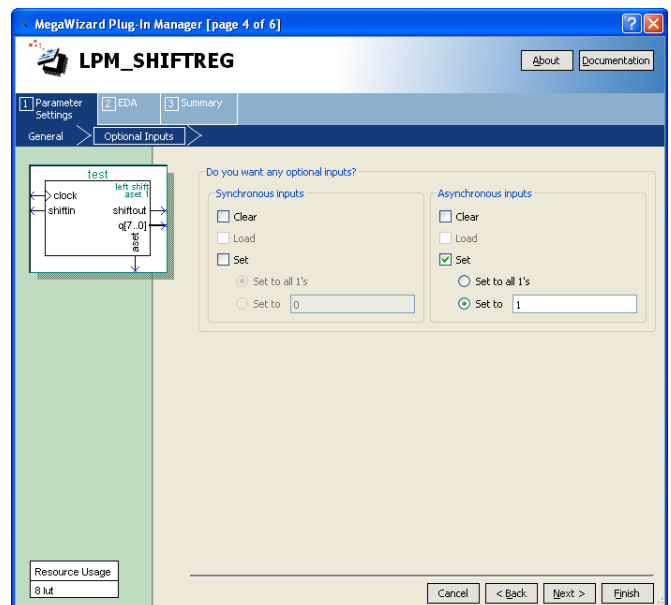 MegaWizard Plug-In Manager [page 4 of 6]
LPM_SHIFTREG
About Documentation
1 Parameter Settings 2 EDA 3 Summary
General Optional Inputs
test
left shift
aset 1
clock
shiftin shiftout
q[7..0]
aset
Do you want any optional inputs?
Synchronous inputs
Clear
Load
Set
Set to all 1's
Set to 0
Asynchronous inputs
Clear
Load
Set
Set to all 1's
Set to 1
Resource Usage
8 lut
Cancel < Back Next > Finish